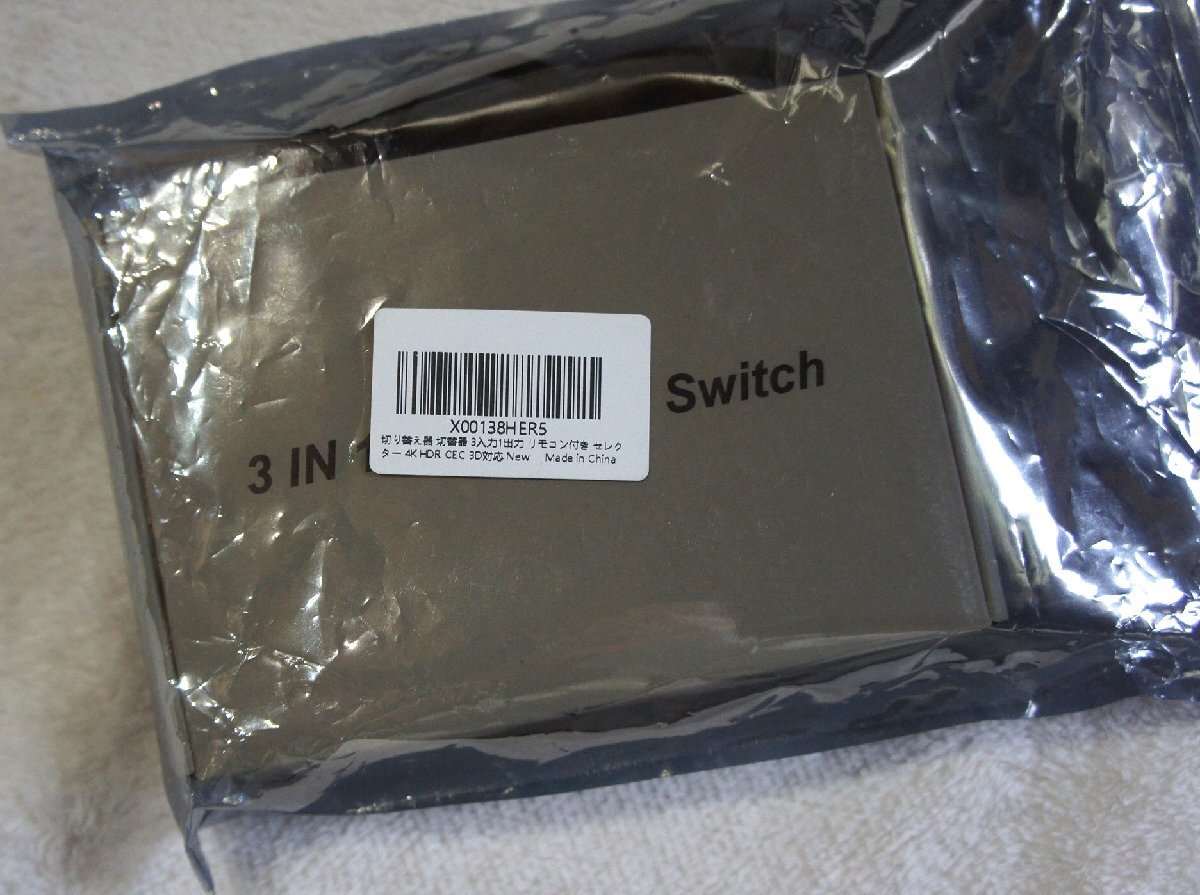 3 IN 1
Switch
X00138HER5
切り替え器 切替器 3入力1出力 リモコン付き セレク
ター 4K HDR CEC 3D対応 New Made in China